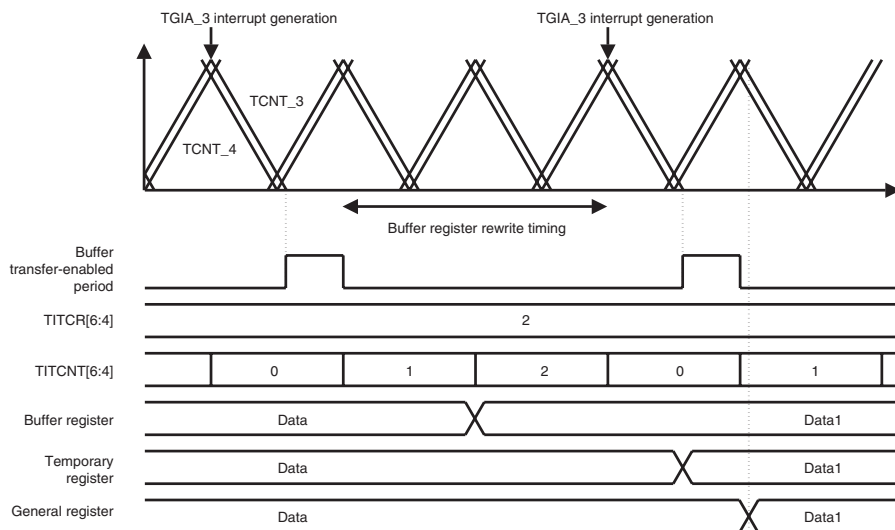 TGIA_3 interrupt generation
TGIA_3 interrupt generation
TCNT_3
TCNT_4
Buffer register rewrite timing
Buffer
transfer-enabled
period
TITCR[6:4]
2
TITCNT[6:4]
0
1
2
0
1
Buffer register
Data
Data1
Temporary
register
Data
Data1
General register
Data
Data1